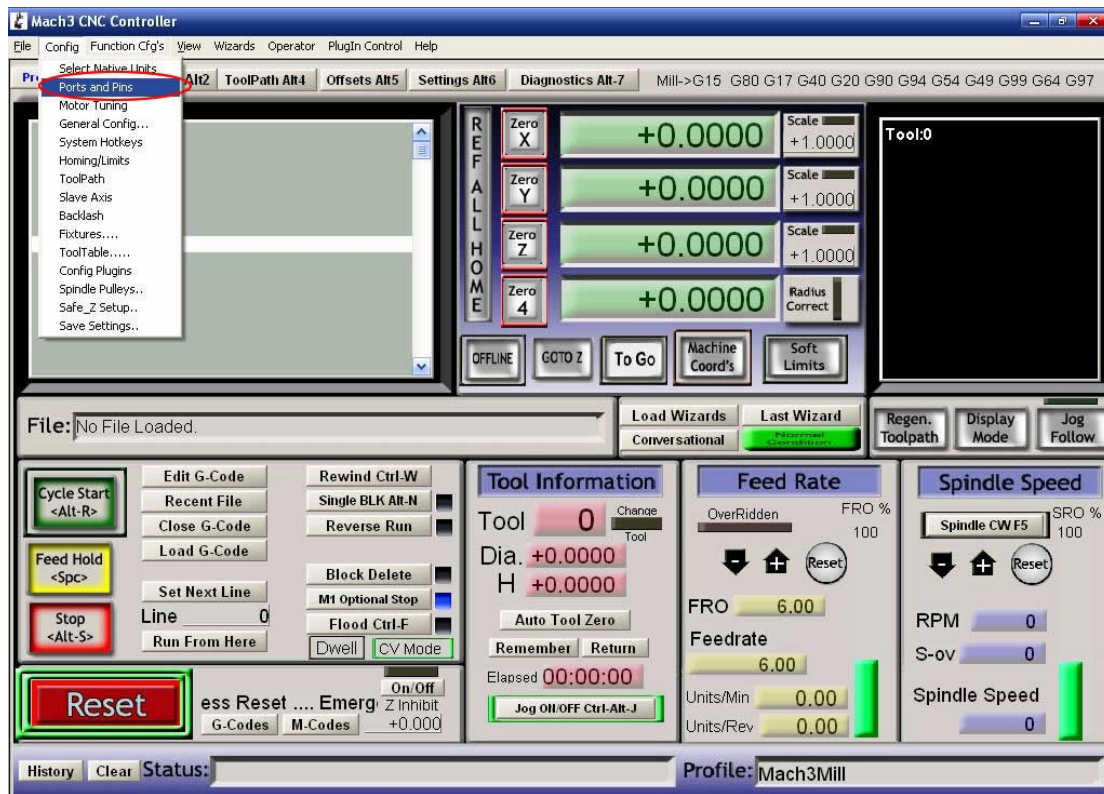 Mach3 CNC Controller
File Config Function Cfg's View Wizards Operator PlugIn Control Help
Alt2 ToolPath Alt4 Offsets Alt5 Settings Alt6 Diagnostics Alt-7 Mill->G15 G80 G17 G40 G20 G90 G94 G54 G49 G99 G64 G97
Select Native Units
Ports and Pins
Motor Tuning
General Config...
System Hotkeys
Homing/Limits
ToolPath
Slave Axis
Backlash
Fixtures....
ToolTable.....
Config Plugins
Spindle Pulleys..
Safe_Z Setup..
Save Settings..
REF ALL HOME
Zero X +0.0000 Scale +1.0000
Zero Y +0.0000 Scale +1.0000
Zero Z +0.0000 Scale +1.0000
Zero 4 +0.0000 Radius Correct
OFFLINE GOTO Z To Go Machine Coord's Soft Limits
Tool:0
File: No File Loaded.
Load Wizards Last Wizard
Conversational Normal Condition
Regen. Toolpath Display Mode Jog Follow
Cycle Start <Alt-R>
Feed Hold <Spc>
Stop <Alt-S>
Edit G-Code
Recent File
Close G-Code
Load G-Code
Set Next Line
Line 0
Run From Here
Rewind Ctrl-W
Single BLK Alt-N
Reverse Run
Block Delete
M1 Optional Stop
Flood Ctrl-F
Dwell CV Mode
Reset
ess Reset .... Emerg
G-Codes M-Codes
On/Off
Z Inhibit
+0.000
Tool Information
Tool 0 Change Tool
Dia. +0.0000
H +0.0000
Auto Tool Zero
Remember Return
Elapsed 00:00:00
Jog ON/OFF Ctrl-Alt-J
Feed Rate
OverRidden FRO %
100
Reset
FRO 6.00
Feedrate
6.00
Units/Min 0.00
Units/Rev 0.00
Spindle Speed
Spindle CW F5 SRO %
100
Reset
RPM 0
S-ov 0
Spindle Speed
0
History Clear Status: Profile: Mach3Mill